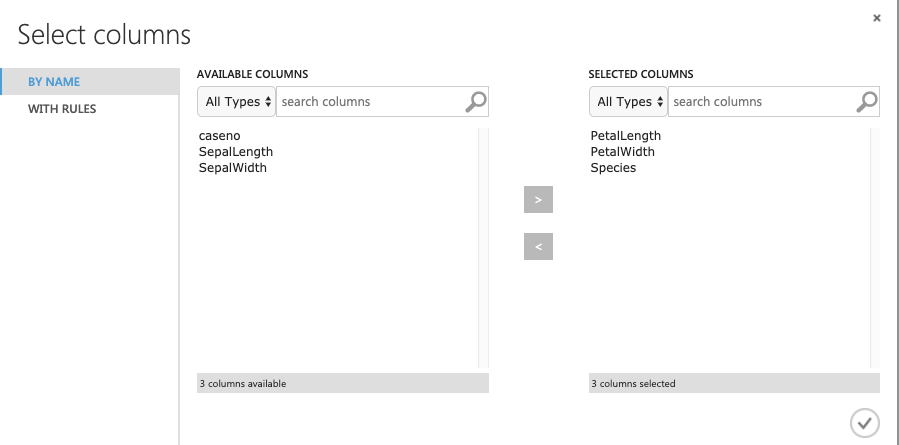 Select columns
×
BY NAME
WITH RULES
AVAILABLE COLUMNS
All Types
search columns
caseno
SepalLength
SepalWidth
3 columns available
>
<
SELECTED COLUMNS
All Types
search columns
PetalLength
PetalWidth
Species
3 columns selected